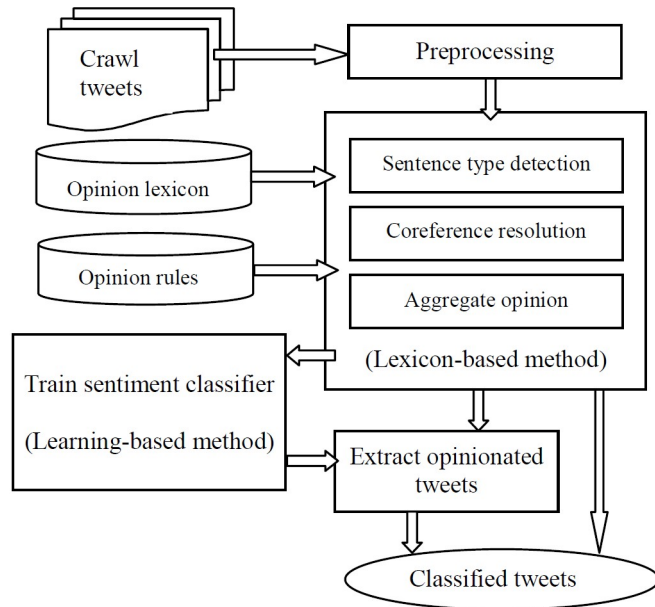 Crawl
tweets
Preprocessing
Opinion lexicon
Sentence type detection
Coreference resolution
Opinion rules
Aggregate opinion
(Lexicon-based method)
Train sentiment classifier
(Learning-based method)
Extract opinionated
tweets
Classified tweets